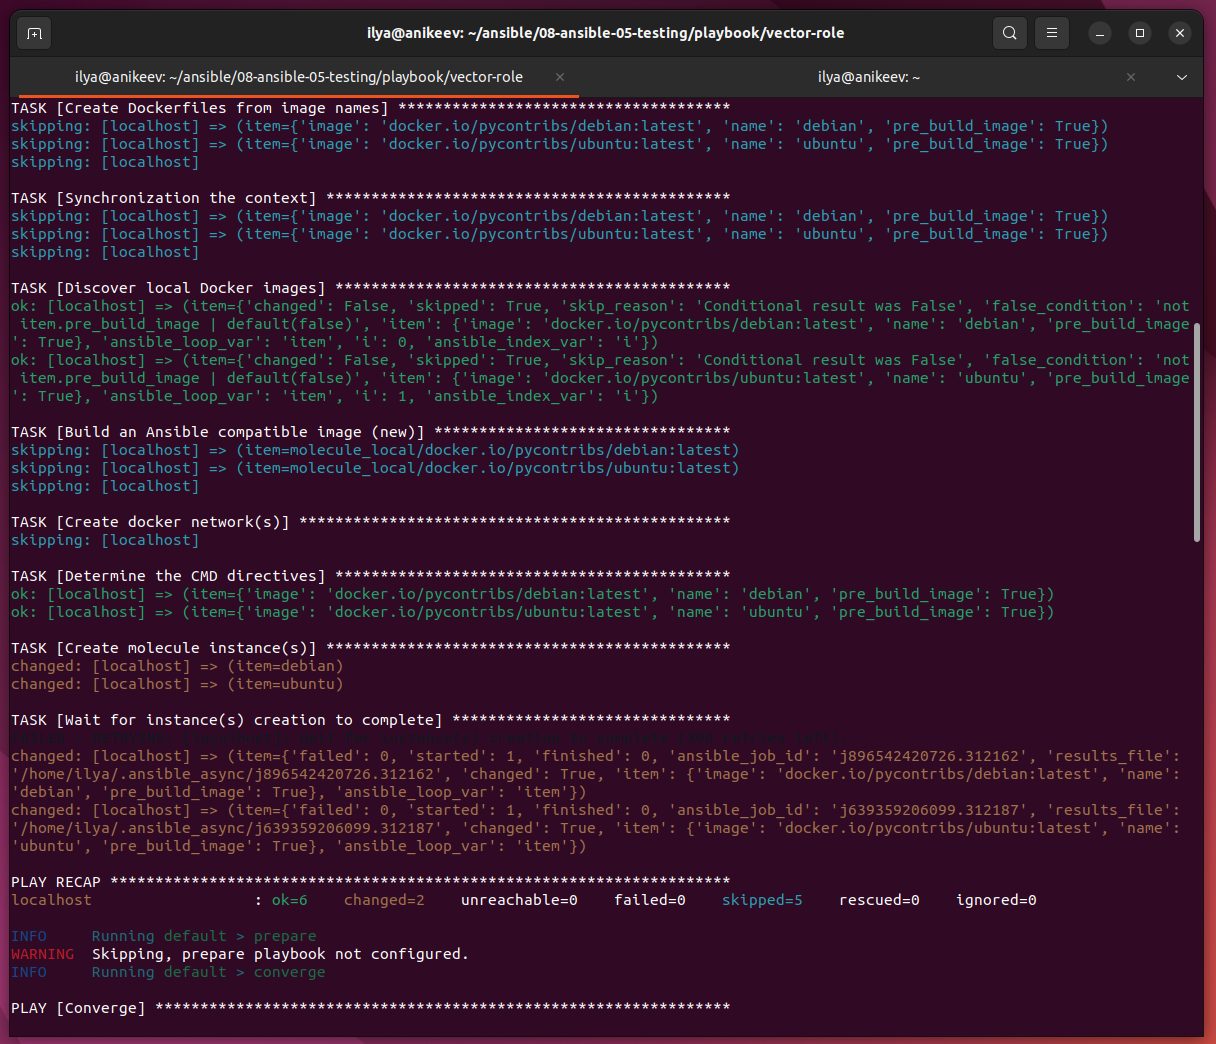 ilya@anikeev: ~/ansible/08-ansible-05-testing/playbook/vector-role
ilya@anikeev: ~/ansible/08-ansible-05-testing/playbook/vector-role
ilya@anikeev: ~
TASK [Create Dockerfiles from image names] *************************************
skipping: [localhost] => (item={'image': 'docker.io/pycontribs/debian:latest', 'name': 'debian', 'pre_build_image': True})
skipping: [localhost] => (item={'image': 'docker.io/pycontribs/ubuntu:latest', 'name': 'ubuntu', 'pre_build_image': True})
skipping: [localhost]
TASK [Synchronization the context] *********************************************
skipping: [localhost] => (item={'image': 'docker.io/pycontribs/debian:latest', 'name': 'debian', 'pre_build_image': True})
skipping: [localhost] => (item={'image': 'docker.io/pycontribs/ubuntu:latest', 'name': 'ubuntu', 'pre_build_image': True})
skipping: [localhost]
TASK [Discover local Docker images] ********************************************
ok: [localhost] => (item={'changed': False, 'skipped': True, 'skip_reason': 'Conditional result was False', 'false_condition': 'not
item.pre_build_image | default(false)', 'item': {'image': 'docker.io/pycontribs/debian:latest', 'name': 'debian', 'pre_build_image
': True}, 'ansible_loop_var': 'item', 'i': 0, 'ansible_index_var': 'i'})
ok: [localhost] => (item={'changed': False, 'skipped': True, 'skip_reason': 'Conditional result was False', 'false_condition': 'not
item.pre_build_image | default(false)', 'item': {'image': 'docker.io/pycontribs/ubuntu:latest', 'name': 'ubuntu', 'pre_build_image
': True}, 'ansible_loop_var': 'item', 'i': 1, 'ansible_index_var': 'i'})
TASK [Build an Ansible compatible image (new)] *********************************
skipping: [localhost] => (item=molecule_local/docker.io/pycontribs/debian:latest)
skipping: [localhost] => (item=molecule_local/docker.io/pycontribs/ubuntu:latest)
skipping: [localhost]
TASK [Create docker network(s)] ************************************************
skipping: [localhost]
TASK [Determine the CMD directives] ********************************************
ok: [localhost] => (item={'image': 'docker.io/pycontribs/debian:latest', 'name': 'debian', 'pre_build_image': True})
ok: [localhost] => (item={'image': 'docker.io/pycontribs/ubuntu:latest', 'name': 'ubuntu', 'pre_build_image': True})
TASK [Create molecule instance(s)] *********************************************
changed: [localhost] => (item=debian)
changed: [localhost] => (item=ubuntu)
TASK [Wait for instance(s) creation to complete] *******************************
changed: [localhost] => (item={'failed': 0, 'started': 1, 'finished': 0, 'ansible_job_id': 'j896542420726.312162', 'results_file':
'/home/ilya/.ansible_async/j896542420726.312162', 'changed': True, 'item': {'image': 'docker.io/pycontribs/debian:latest', 'name':
'debian', 'pre_build_image': True}, 'ansible_loop_var': 'item'})
changed: [localhost] => (item={'failed': 0, 'started': 1, 'finished': 0, 'ansible_job_id': 'j639359206099.312187', 'results_file':
'/home/ilya/.ansible_async/j639359206099.312187', 'changed': True, 'item': {'image': 'docker.io/pycontribs/ubuntu:latest', 'name':
'ubuntu', 'pre_build_image': True}, 'ansible_loop_var': 'item'})
PLAY RECAP *********************************************************************
localhost : ok=6 changed=2 unreachable=0 failed=0 skipped=5 rescued=0 ignored=0
INFO Running default > prepare
WARNING Skipping, prepare playbook not configured.
INFO Running default > converge
PLAY [Converge] ****************************************************************